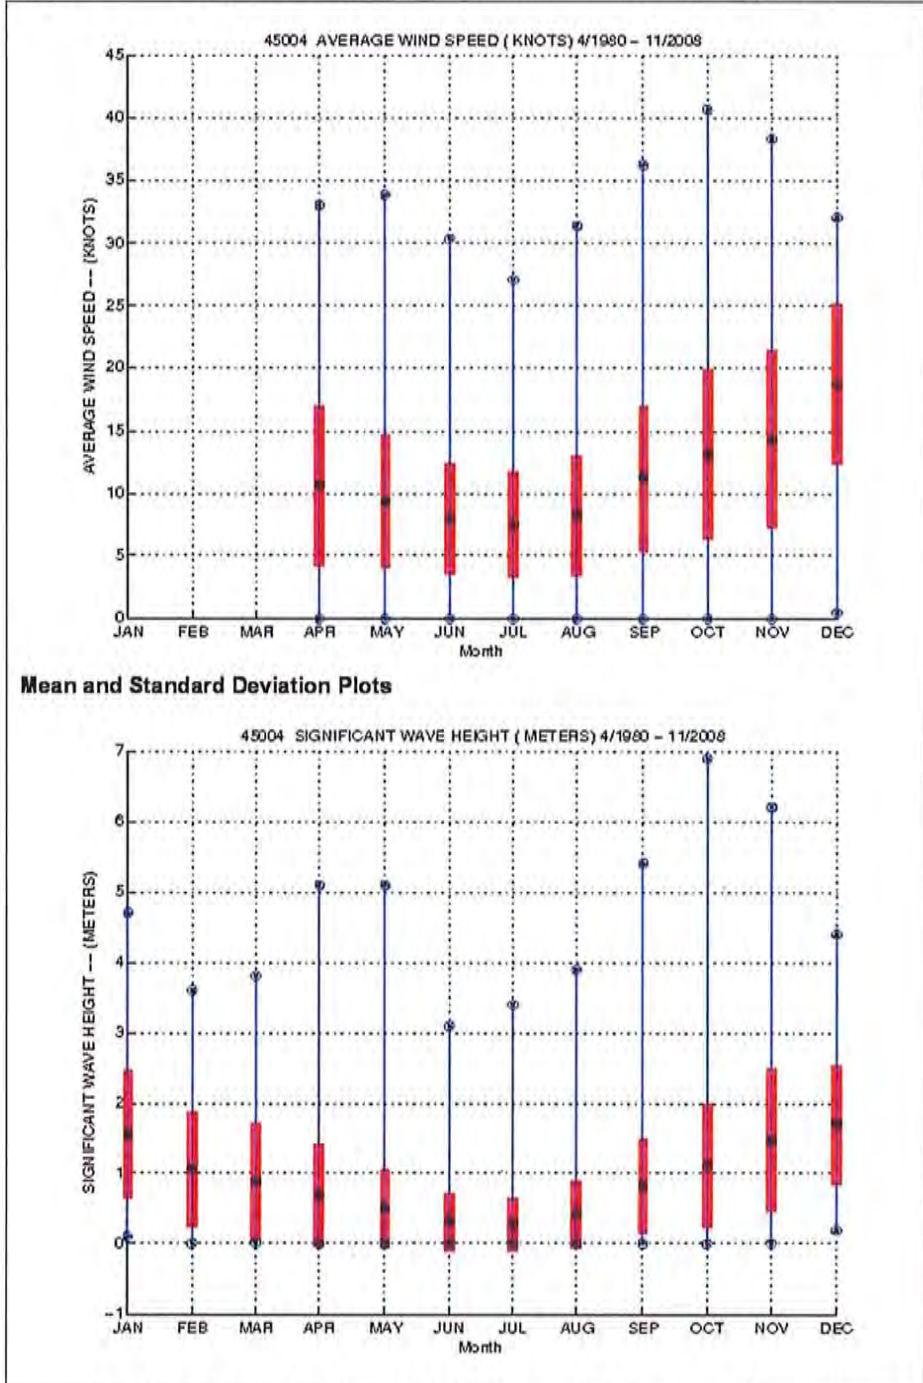 45004 AVERAGE WIND SPEED ( KNOTS) 4/1980 – 11/2008
45
40
35
30
25
20
15
10
5
0
AVERAGE WIND SPEED –– (KNOTS)
JAN FEB MAR APR MAY JUN JUL AUG SEP OCT NOV DEC
Month
Mean and Standard Deviation Plots
45004 SIGNIFICANT WAVE HEIGHT ( METERS) 4/1980 – 11/2008
7
6
5
4
3
2
1
0
–1
SIGNIFICANT WAVE HEIGHT –– (METERS)
JAN FEB MAR APR MAY JUN JUL AUG SEP OCT NOV DEC
Month